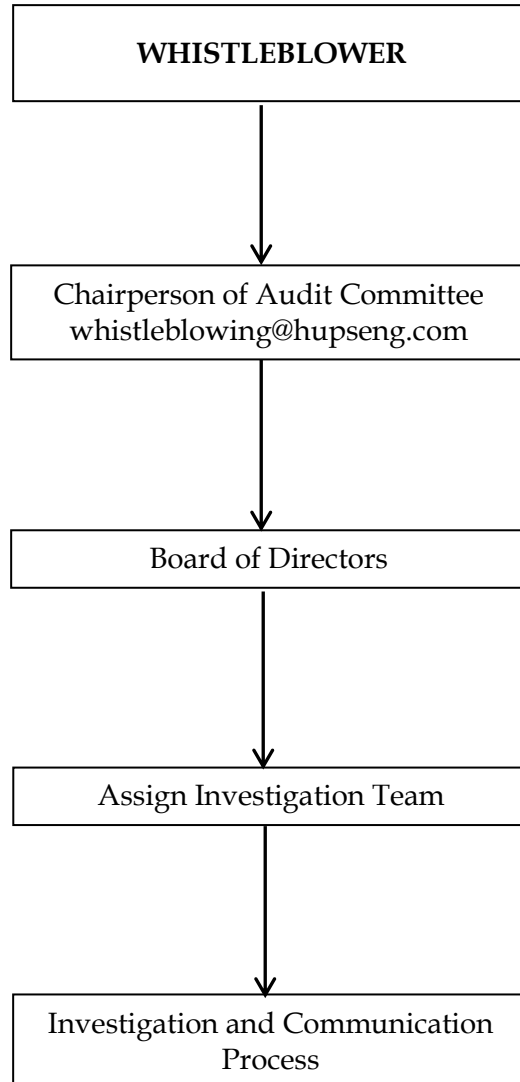 WHISTLEBLOWER
Chairperson of Audit Committee
whistleblowing@hupseng.com
Board of Directors
Assign Investigation Team
Investigation and Communication
Process